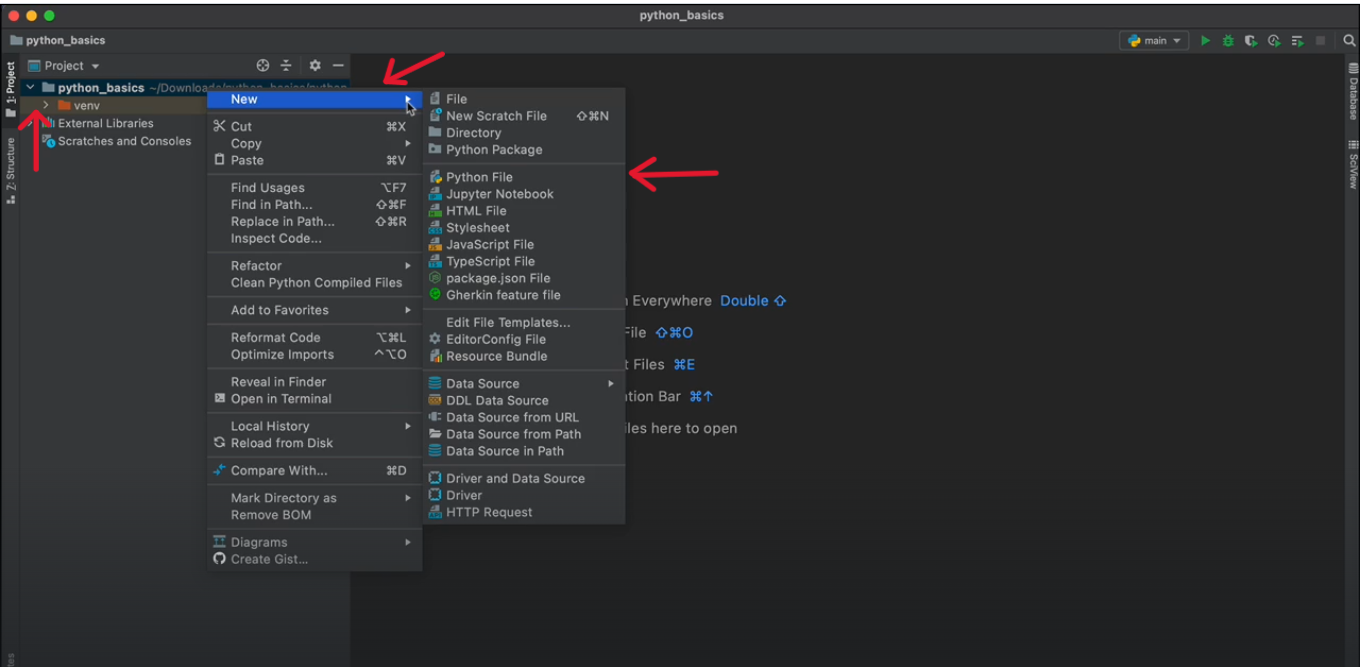 python_basics
python_basics
main
Project
1: Project
python_basics ~/Downloads/python_basics/python
venv
External Libraries
Scratches and Consoles
Z: Structure
New
Cut ⌘X
Copy
Paste ⌘V
Find Usages ⌥F7
Find in Path... ⇧⌘F
Replace in Path... ⇧⌘R
Inspect Code...
Refactor
Clean Python Compiled Files
Add to Favorites
Reformat Code ⌥⌘L
Optimize Imports ^⌥O
Reveal in Finder
Open in Terminal
Local History
Reload from Disk
Compare With... ⌘D
Mark Directory as
Remove BOM
Diagrams
Create Gist...
File
New Scratch File ⇧⌘N
Directory
Python Package
Python File
Jupyter Notebook
HTML File
Stylesheet
JavaScript File
TypeScript File
package.json File
Gherkin feature file
Edit File Templates...
EditorConfig File
Resource Bundle
Data Source
DDL Data Source
Data Source from URL
Data Source from Path
Data Source in Path
Driver and Data Source
Driver
HTTP Request
Everywhere Double ⇧
File ⇧⌘O
Files ⌘E
Bar ⌘↑
here to open
Database
SciView